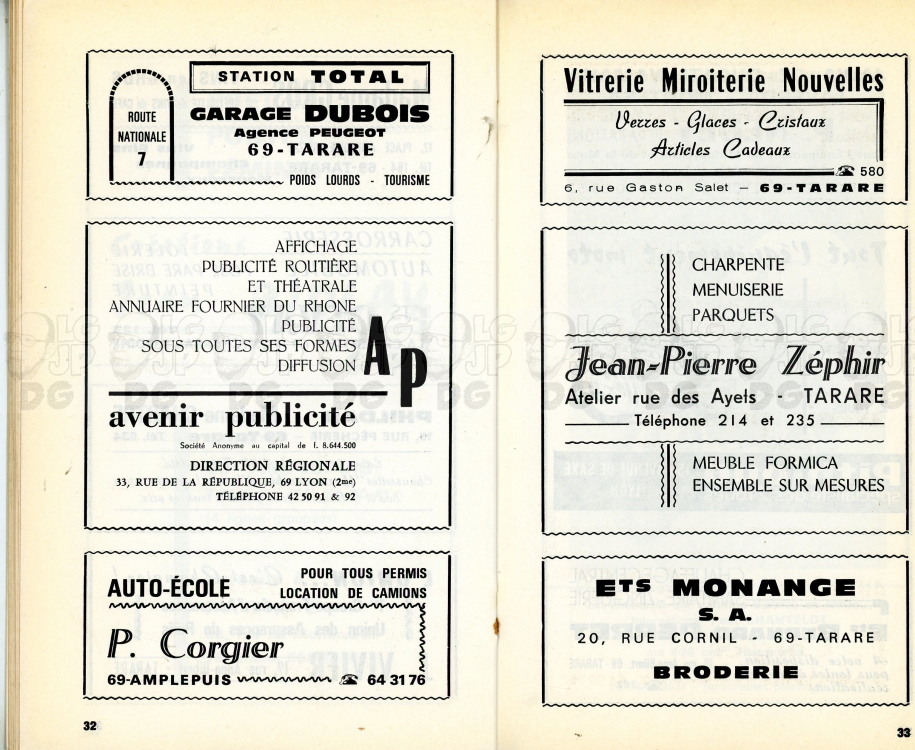 ROUTE
NATIONALE
7
STATION TOTAL
GARAGE DUBOIS
Agence PEUGEOT
69-TARARE
POIDS LOURDS - TOURISME
AFFICHAGE
PUBLICITÉ ROUTIÈRE
ET THÉATRALE
ANNUAIRE FOURNIER DU RHONE
PUBLICITÉ
SOUS TOUTES SES FORMES
DIFFUSION
AP
avenir publicité
Société Anonyme au capital de f. 8.644.500
DIRECTION RÉGIONALE
33, RUE DE LA RÉPUBLIQUE, 69 LYON (2me)
TÉLÉPHONE 42 50 91 & 92
AUTO-ÉCOLE
POUR TOUS PERMIS
LOCATION DE CAMIONS
P. Corgier
69-AMPLEPUIS ☎ 64 31 76
32
Vitrerie Miroiterie Nouvelles
Verres - Glaces - Cristaux
Articles Cadeaux
☎ 580
6, rue Gaston Salet — 69-TARARE
CHARPENTE
MENUISERIE
PARQUETS
Jean-Pierre Zéphir
Atelier rue des Ayets - TARARE
Téléphone 214 et 235
MEUBLE FORMICA
ENSEMBLE SUR MESURES
ETS MONANGE
S. A.
20, RUE CORNIL - 69-TARARE
BRODERIE
33